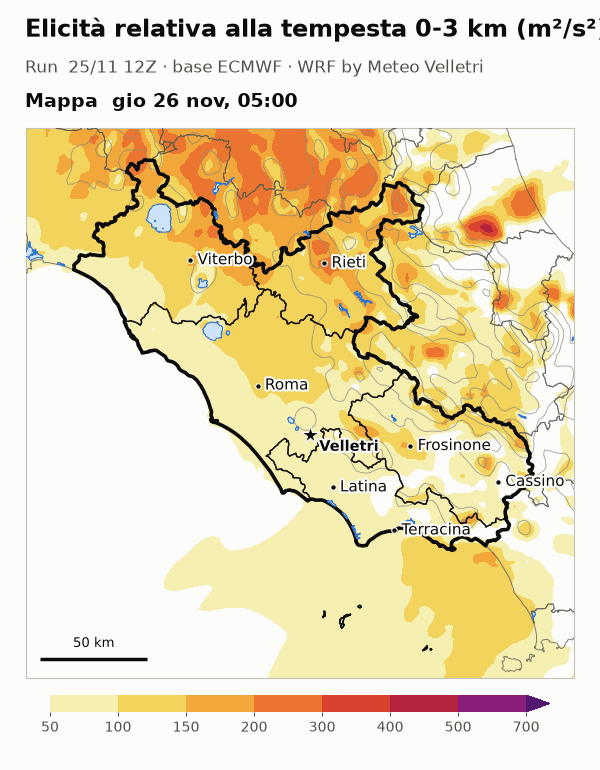 Elicità relativa alla tempesta 0-3 km (m²/s²)
Run  25/11 12Z · base ECMWF · WRF by Meteo Velletri
Mappa  gio 26 nov, 05:00
Viterbo
Rieti
Roma
Velletri
Frosinone
Cassino
Latina
Terracina
50 km
50 100 150 200 300 400 500 700